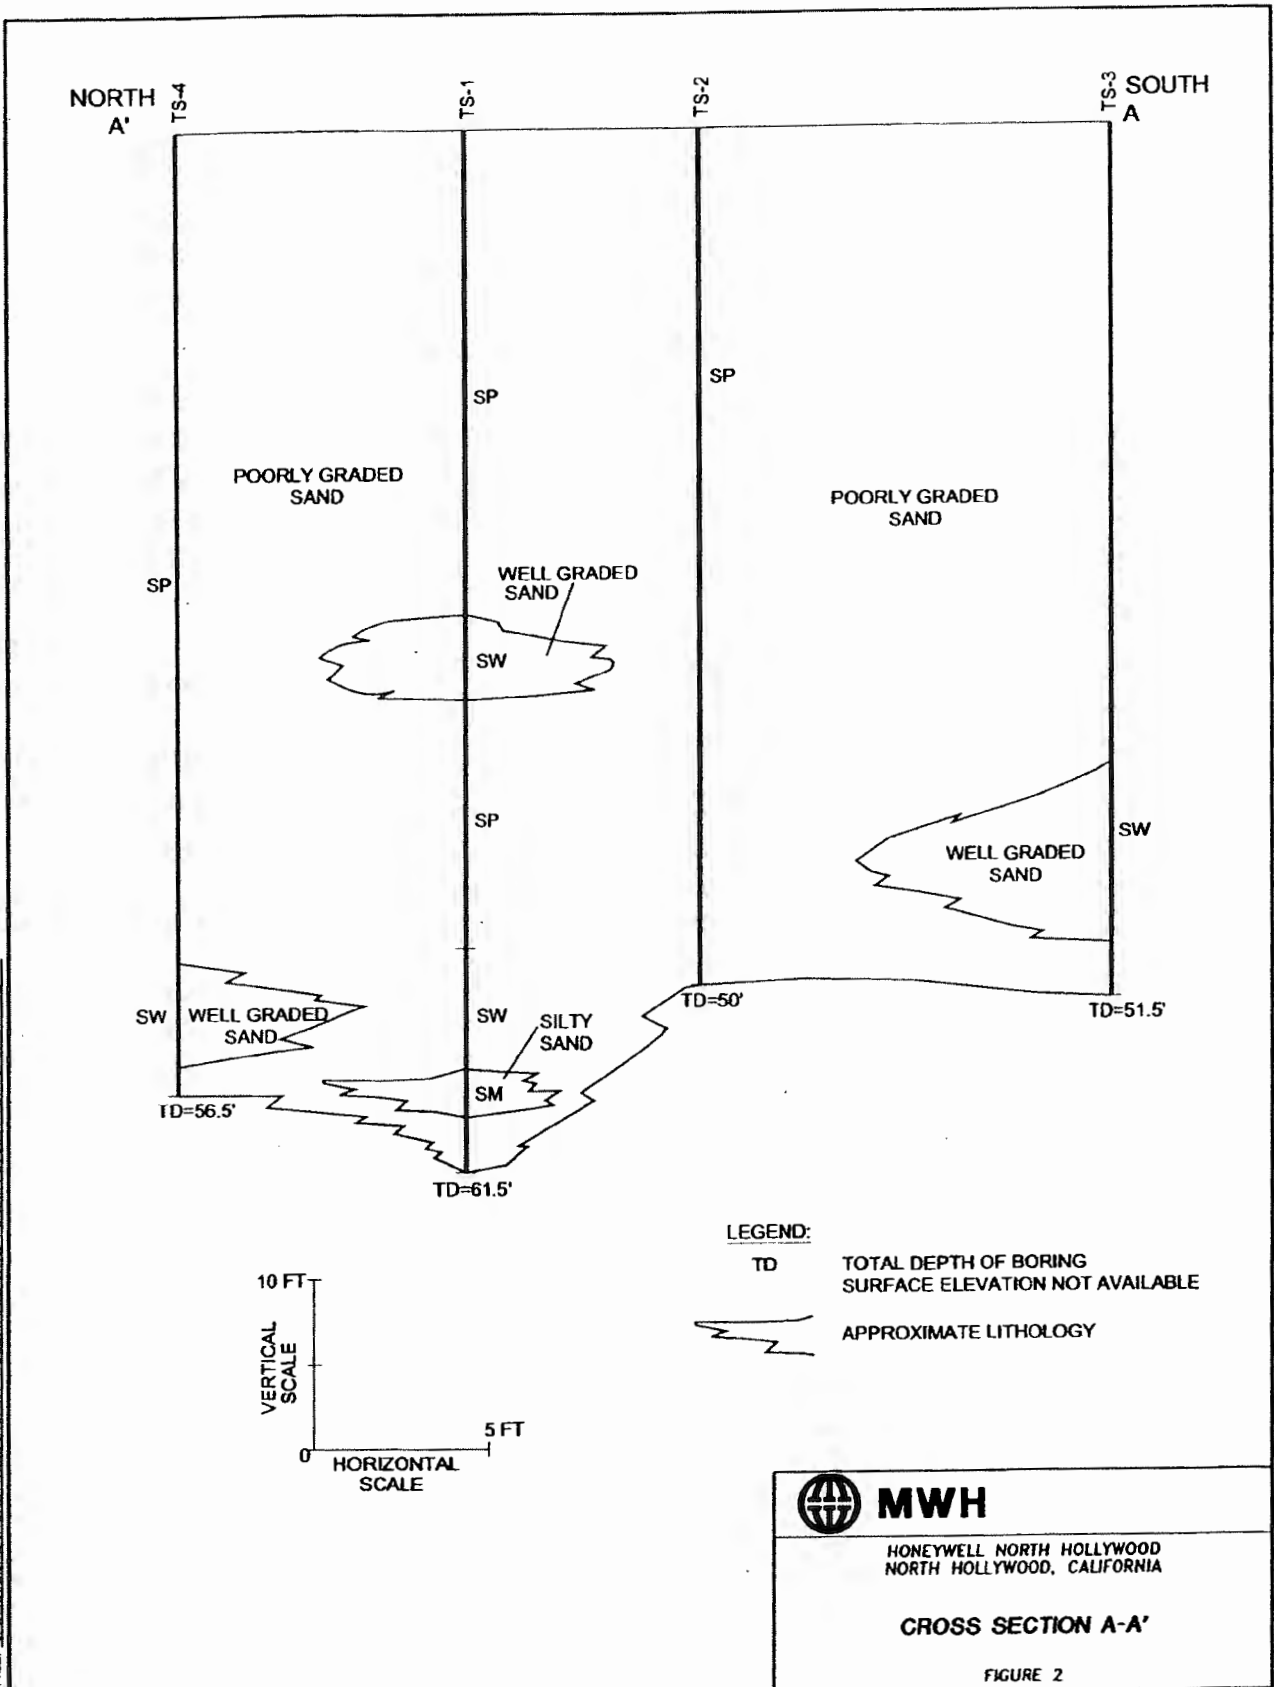 NORTH
A'
TS-4
TS-1
TS-2
TS-3
SOUTH
A
SP
SP
POORLY GRADED
SAND
POORLY GRADED
SAND
SP
WELL GRADED
SAND
SW
SP
SW
WELL GRADED
SAND
SW
WELL GRADED
SAND
SW
SILTY
SAND
SM
TD=50'
TD=51.5'
TD=56.5'
TD=61.5'
LEGEND:
TD TOTAL DEPTH OF BORING
SURFACE ELEVATION NOT AVAILABLE
APPROXIMATE LITHOLOGY
10 FT
VERTICAL
SCALE
0
5 FT
HORIZONTAL
SCALE
MWH
HONEYWELL NORTH HOLLYWOOD
NORTH HOLLYWOOD, CALIFORNIA
CROSS SECTION A-A'
FIGURE 2